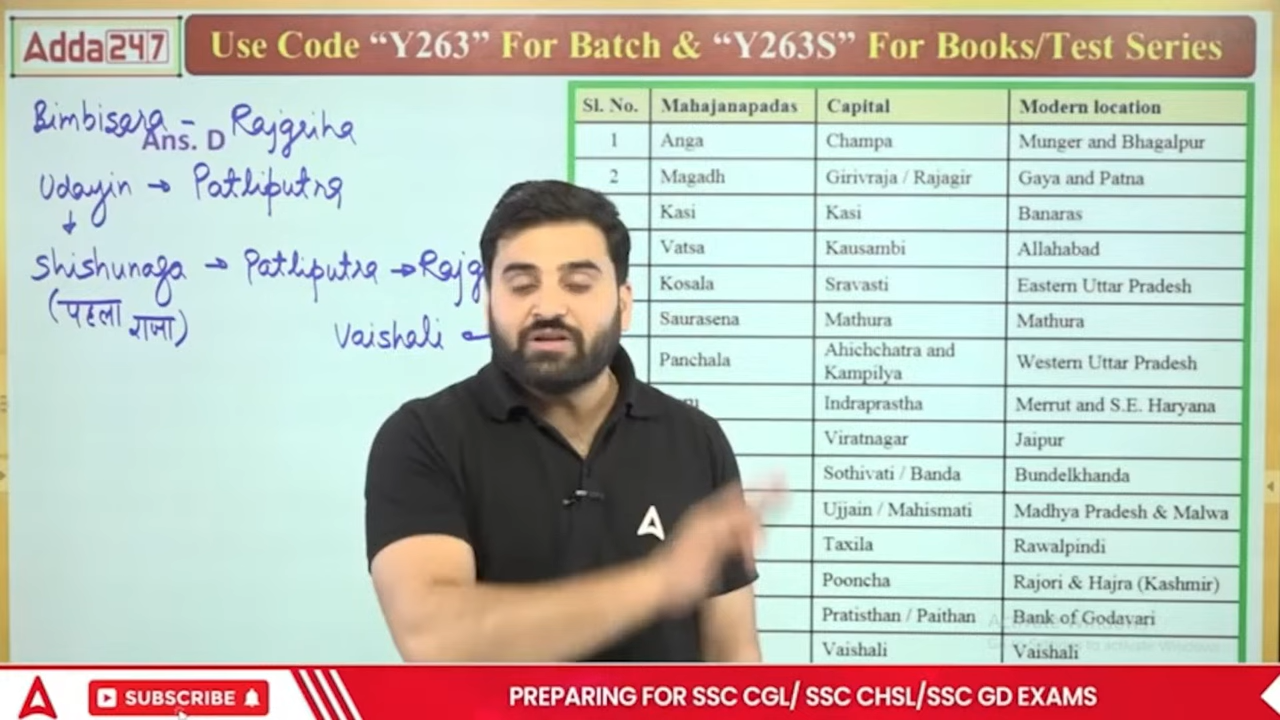 Adda247
Use Code “Y263” For Batch & “Y263S” For Books/Test Series
Bimbisara - Rajgriha
Ans. D
Udayin → Patliputra
↓
Shishunaga → Patliputra → Rajg
(पहला राजा)
Vaishali ←
Sl. No. Mahajanapadas Capital Modern location
1 Anga Champa Munger and Bhagalpur
2 Magadh Girivraja / Rajagir Gaya and Patna
Kasi Kasi Banaras
Vatsa Kausambi Allahabad
Kosala Sravasti Eastern Uttar Pradesh
Saurasena Mathura Mathura
Panchala Ahichchatra and Kampilya Western Uttar Pradesh
Indraprastha Merrut and S.E. Haryana
Viratnagar Jaipur
Sothivati / Banda Bundelkhanda
Ujjain / Mahismati Madhya Pradesh & Malwa
Taxila Rawalpindi
Pooncha Rajori & Hajra (Kashmir)
Pratisthan / Paithan Bank of Godavari
Vaishali Vaishali
SUBSCRIBE
PREPARING FOR SSC CGL/ SSC CHSL/SSC GD EXAMS